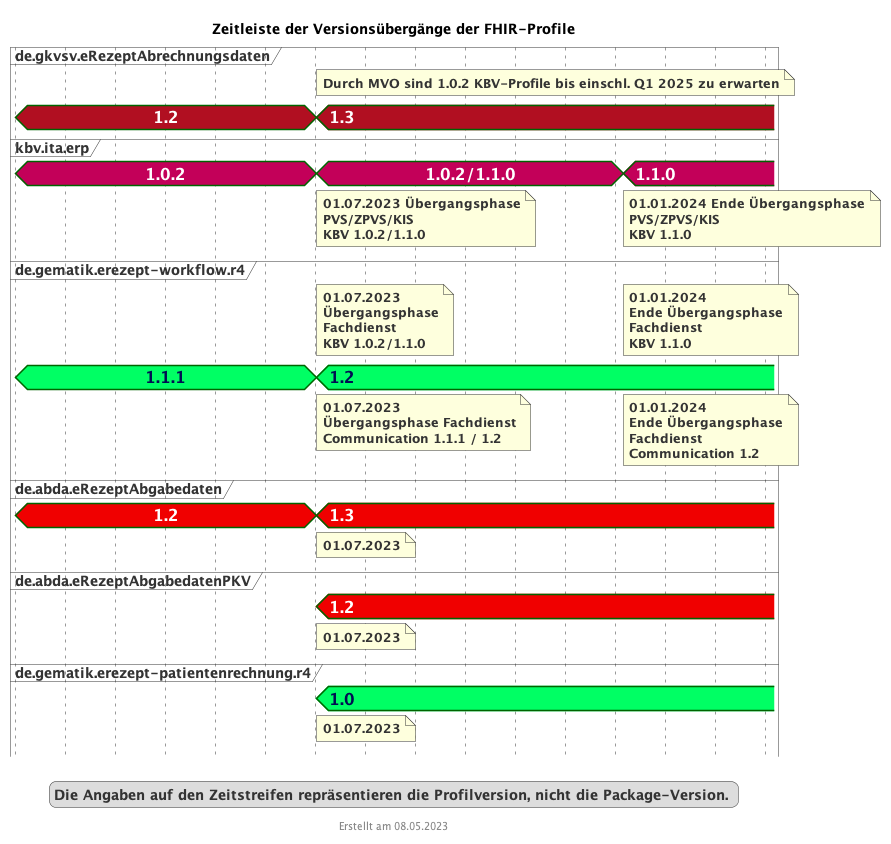 Zeitleiste der Versionsübergänge der FHIR-Profile
de.gkvsv.eRezeptAbrechnungsdaten
Durch MVO sind 1.0.2 KBV-Profile bis einschl. Q1 2025 zu erwarten
1.2
1.3
kbv.ita.erp
1.0.2
1.0.2/1.1.0
1.1.0
01.07.2023 Übergangsphase
PVS/ZPVS/KIS
KBV 1.0.2/1.1.0
01.01.2024 Ende Übergangsphase
PVS/ZPVS/KIS
KBV 1.1.0
de.gematik.erezept-workflow.r4
01.07.2023
Übergangsphase
Fachdienst
KBV 1.0.2/1.1.0
01.01.2024
Ende Übergangsphase
Fachdienst
KBV 1.1.0
1.1.1
1.2
01.07.2023
Übergangsphase Fachdienst
Communication 1.1.1 / 1.2
01.01.2024
Ende Übergangsphase
Fachdienst
Communication 1.2
de.abda.eRezeptAbgabedaten
1.2
1.3
01.07.2023
de.abda.eRezeptAbgabedatenPKV
1.2
01.07.2023
de.gematik.erezept-patientenrechnung.r4
1.0
01.07.2023
Die Angaben auf den Zeitstreifen repräsentieren die Profilversion, nicht die Package-Version.
Erstellt am 08.05.2023